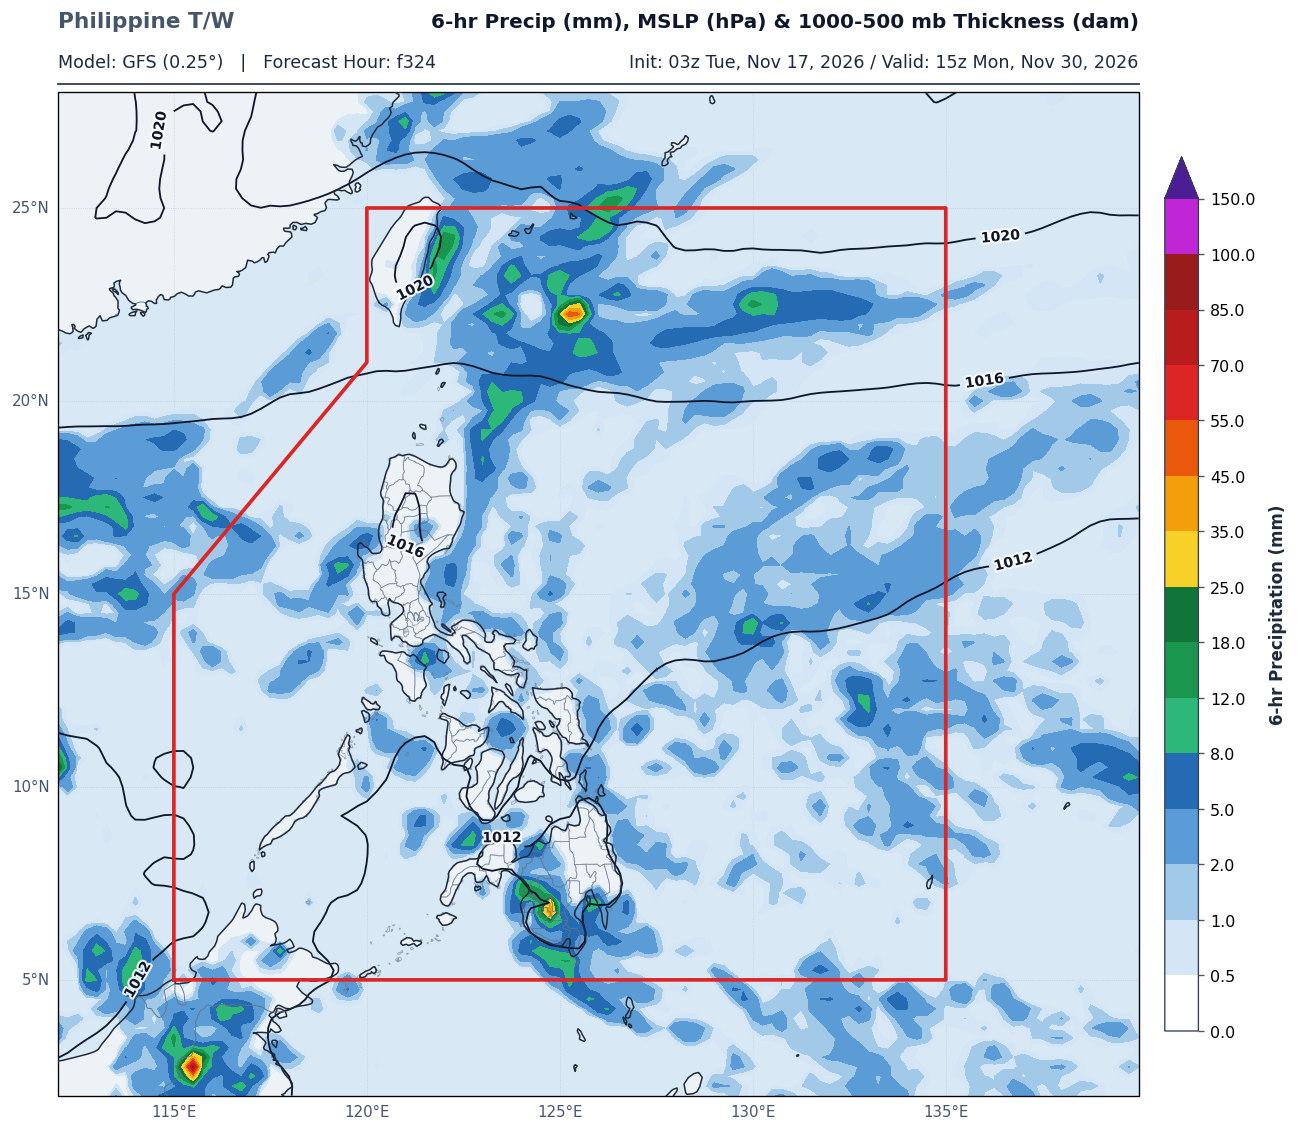 Philippine T/W
6-hr Precip (mm), MSLP (hPa) & 1000-500 mb Thickness (dam)
Model: GFS (0.25°) | Forecast Hour: f324
Init: 03z Tue, Nov 17, 2026 / Valid: 15z Mon, Nov 30, 2026
1020
1020
1020
1016
1016
1012
1012
1012
25°N
20°N
15°N
10°N
5°N
115°E
120°E
125°E
130°E
135°E
150.0
100.0
85.0
70.0
55.0
45.0
35.0
25.0
18.0
12.0
8.0
5.0
2.0
1.0
0.5
0.0
6-hr Precipitation (mm)